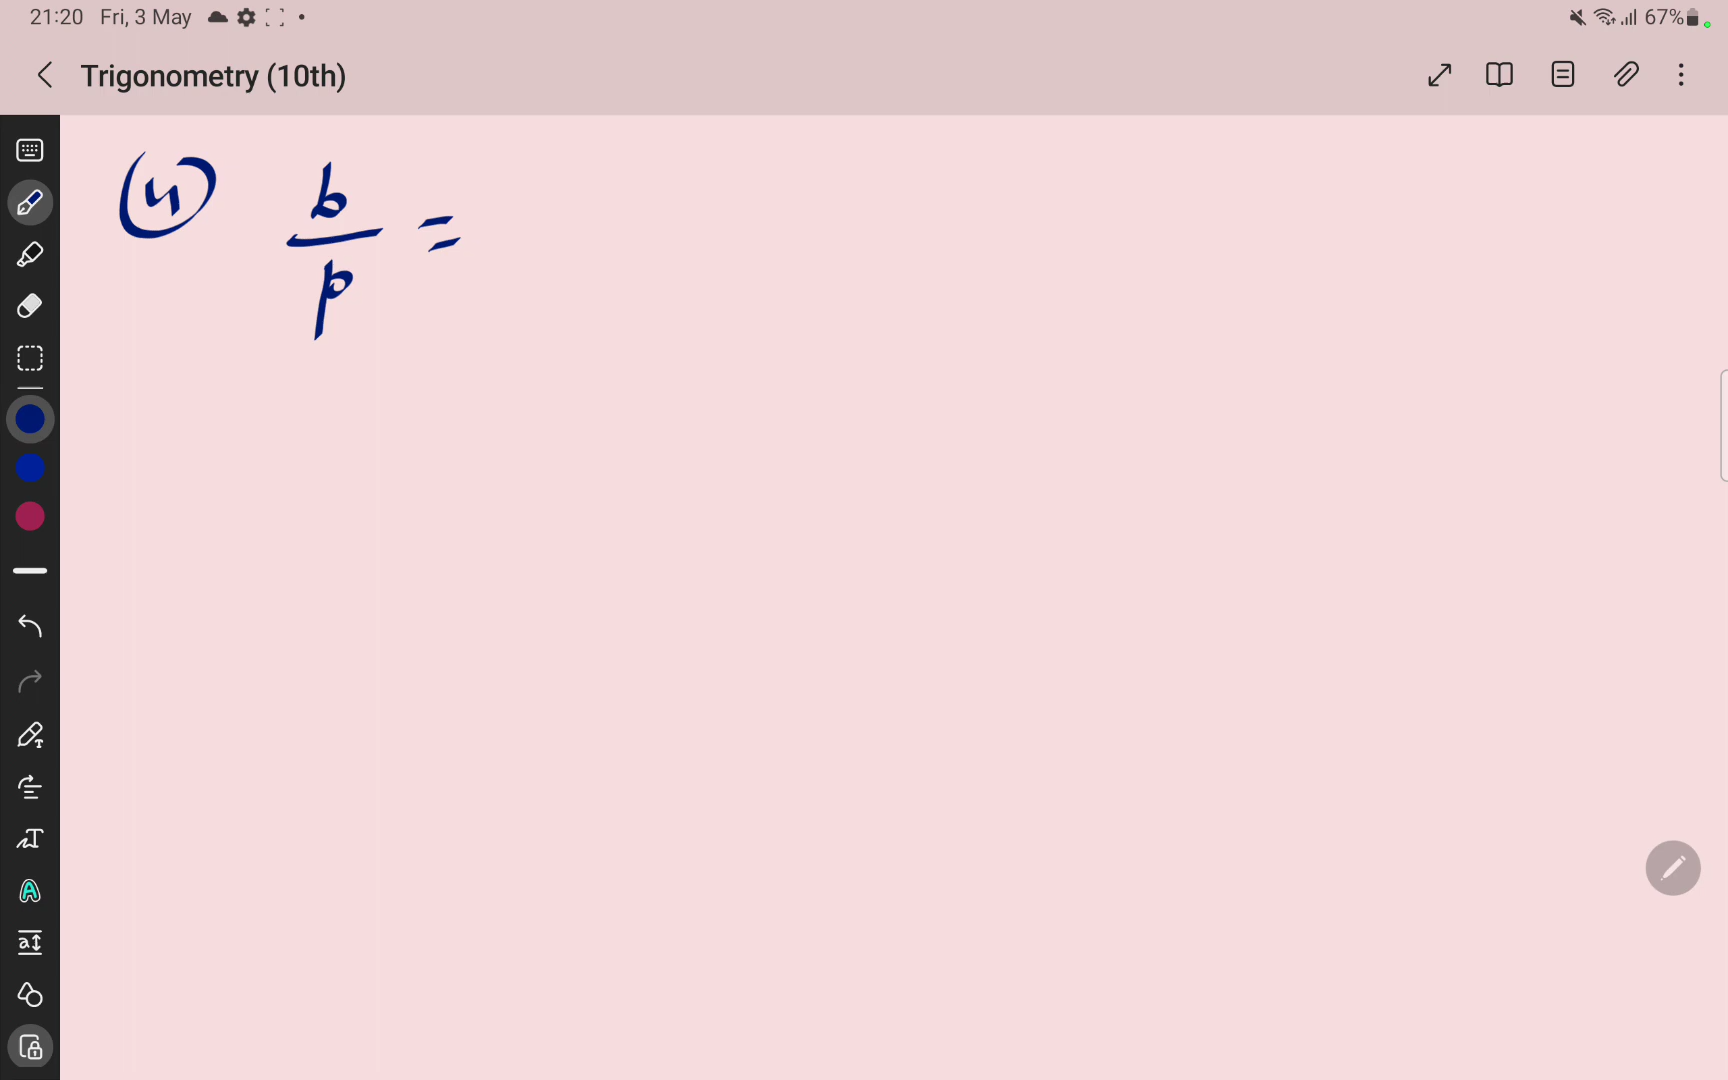 21:20 Fri, 3 May 67%
Trigonometry (10th)
(4) b/p =